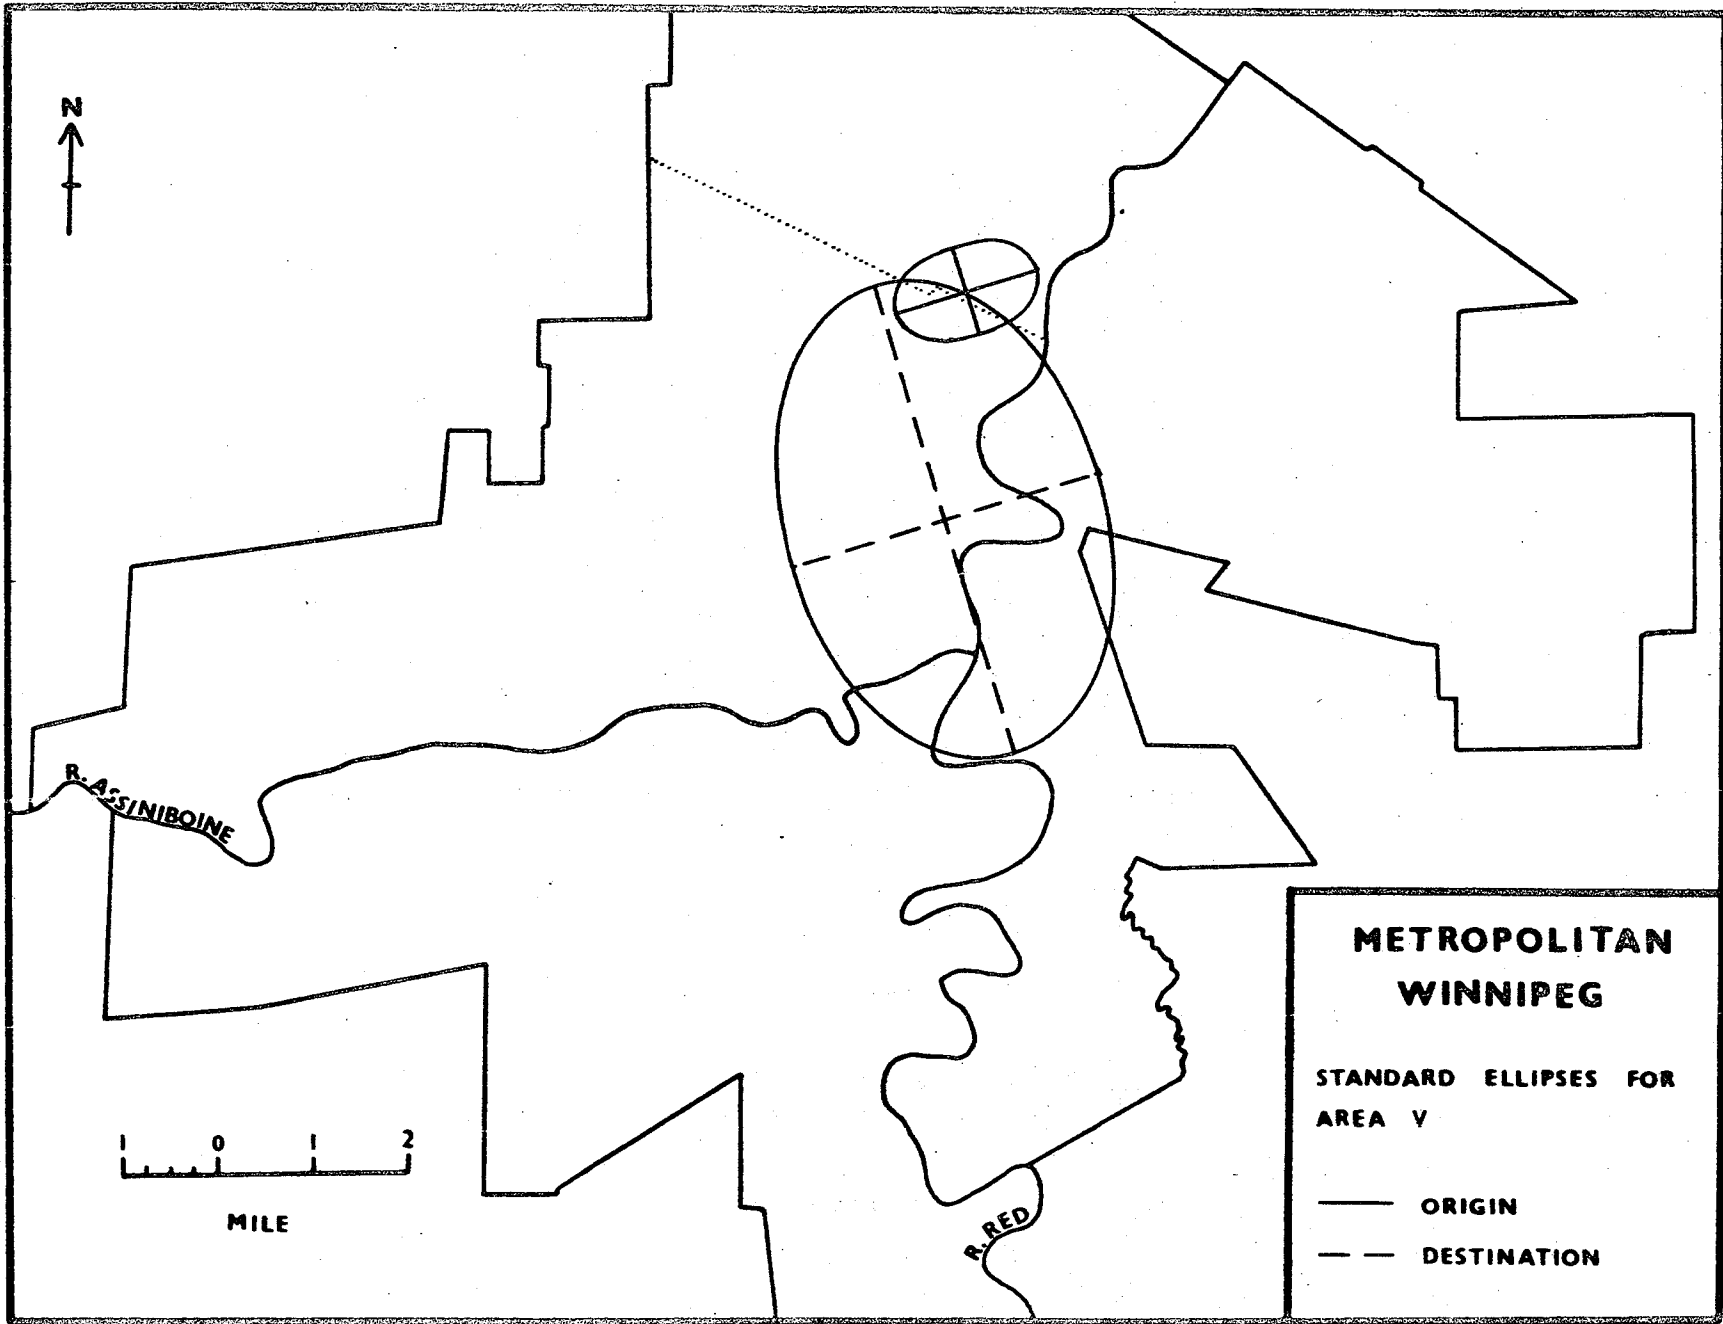 N
R. ASSINIBOINE
1 0 1 2
MILE
R. RED
METROPOLITAN
WINNIPEG
STANDARD ELLIPSES FOR
AREA V
ORIGIN
DESTINATION